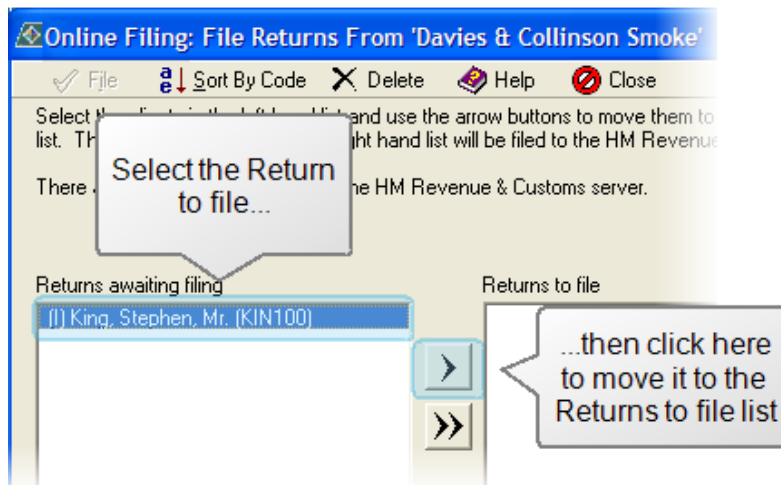 Online Filing: File Returns From 'Davies & Collinson Smoke'
File Sort By Code Delete Help Close
Select and use the arrow buttons to move them to
list. ht hand list will be filed to the HM Revenue
There he HM Revenue & Customs server.
Select the Return
to file...
Returns awaiting filing Returns to file
(I) King, Stephen, Mr. (KIN100)
...then click here
to move it to the
Returns to file list